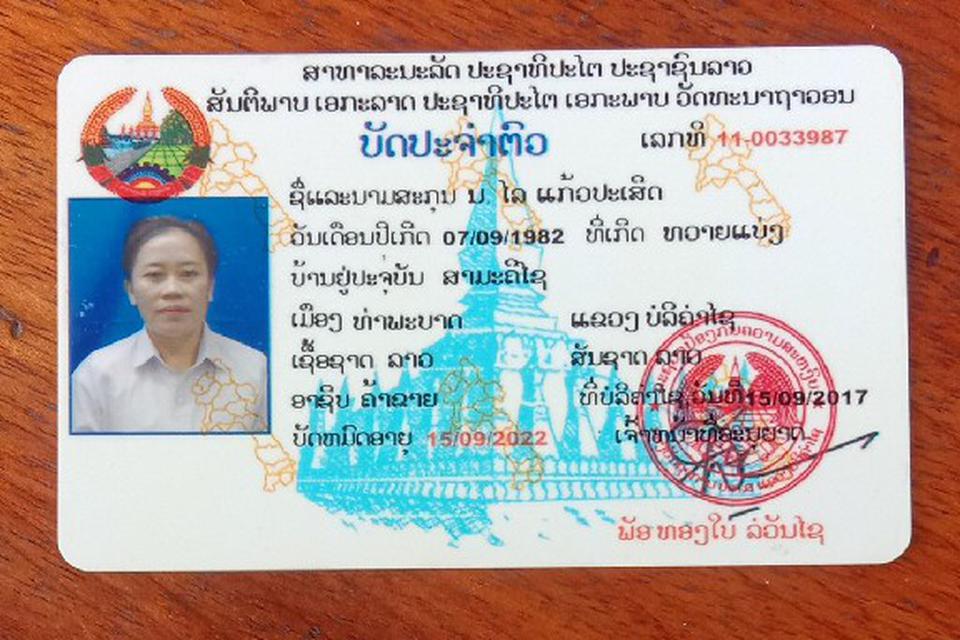 ສາທາລະນະລັດ ປະຊາທິປະໄຕ ປະຊາຊົນລາວ
ສັນຕິພາບ ເອກະລາດ ປະຊາທິປະໄຕ ເອກະພາບ ວັດທະນາຖາວອນ
ບັດປະຈຳຕົວ ເລກທີ 11-0033987
ຊື່ແລະນາມສະກຸນ ນ. ໄລ ແກ້ວປະເສີດ
ວັນເດືອນປີເກີດ 07/09/1982 ທີ່ເກີດ ທວາຍແບ່ງ
ບ້ານຢູ່ປະຈຸບັນ ສາມະຄີໄຊ
ເມືອງ ທ່າພະບາດ ແຂວງ ບໍລິຄຳໄຊ
ເຊື້ອຊາດ ລາວ ສັນຊາດ ລາວ
ອາຊີບ ຄ້າຂາຍ ທີ່ບໍລິຄຳໄຊ ວັນທີ15/09/2017
ບັດຫມົດອາຍຸ 15/09/2022 ເຈົ້າຫນ້າທີ່ອະນຸຍາດ
ພັອ ທອງໃບ ລ່ວັນໄຊ